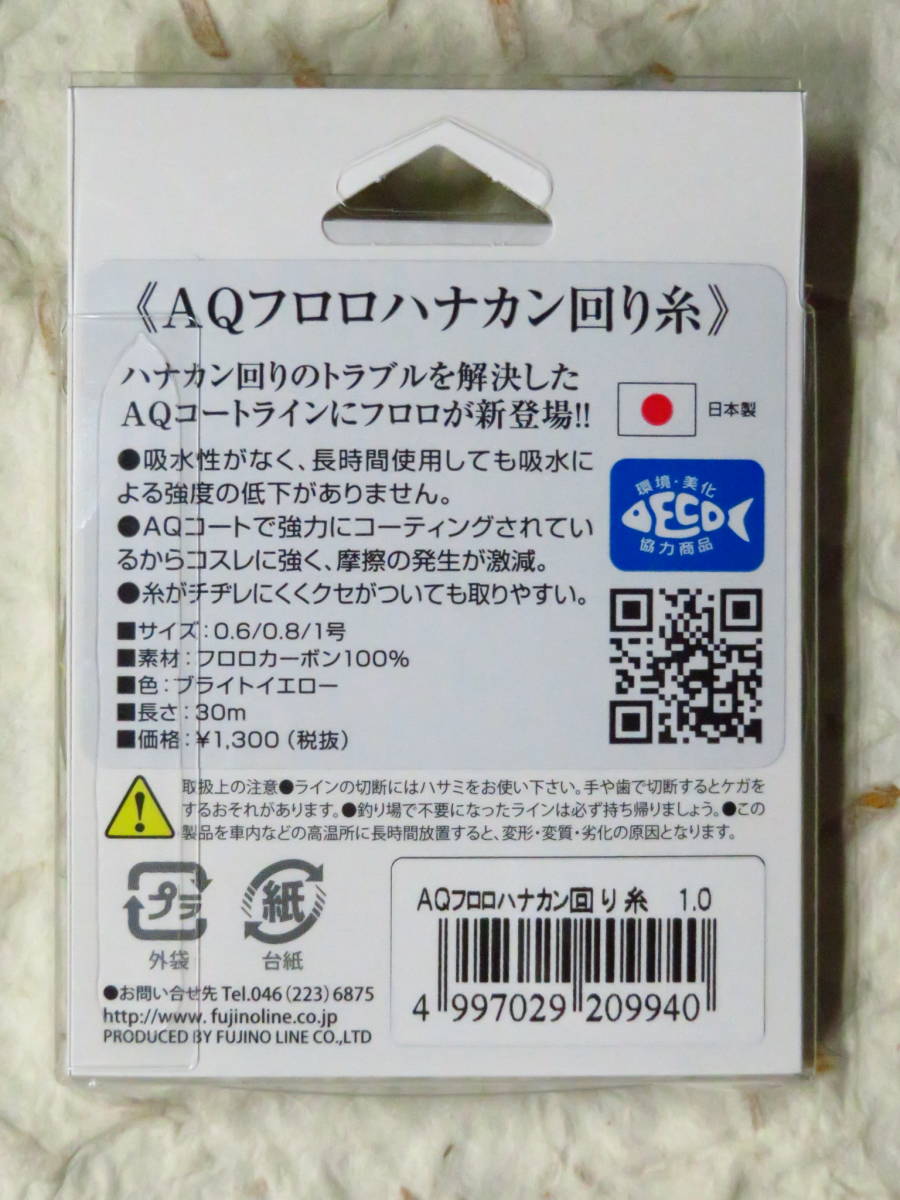 《AQフロロハナカン回り糸》
ハナカン回りのトラブルを解決した
AQコートラインにフロロが新登場!!
日本製
●吸水性がなく、長時間使用しても吸水に
よる強度の低下がありません。
●AQコートで強力にコーティングされてい
るからコスレに強く、摩擦の発生が激減。
●糸がチヂレにくくクセがついても取りやすい。
環境・美化
ECO
協力商品
■サイズ:0.6/0.8/1号
■素材:フロロカーボン100%
■色:ブライトイエロー
■長さ:30m
■価格:¥1,300(税抜)
取扱上の注意●ラインの切断にはハサミをお使い下さい。手や歯で切断するとケガを
するおそれがあります。●釣り場で不要になったラインは必ず持ち帰りましょう。●この
製品を車内などの高温所に長時間放置すると、変形・変質・劣化の原因となります。
プラ
外袋
紙
台紙
●お問い合せ先 Tel.046(223)6875
http://www.fujinoline.co.jp
PRODUCED BY FUJINO LINE CO.,LTD
AQフロロハナカン回り糸 1.0
4 997029 209940